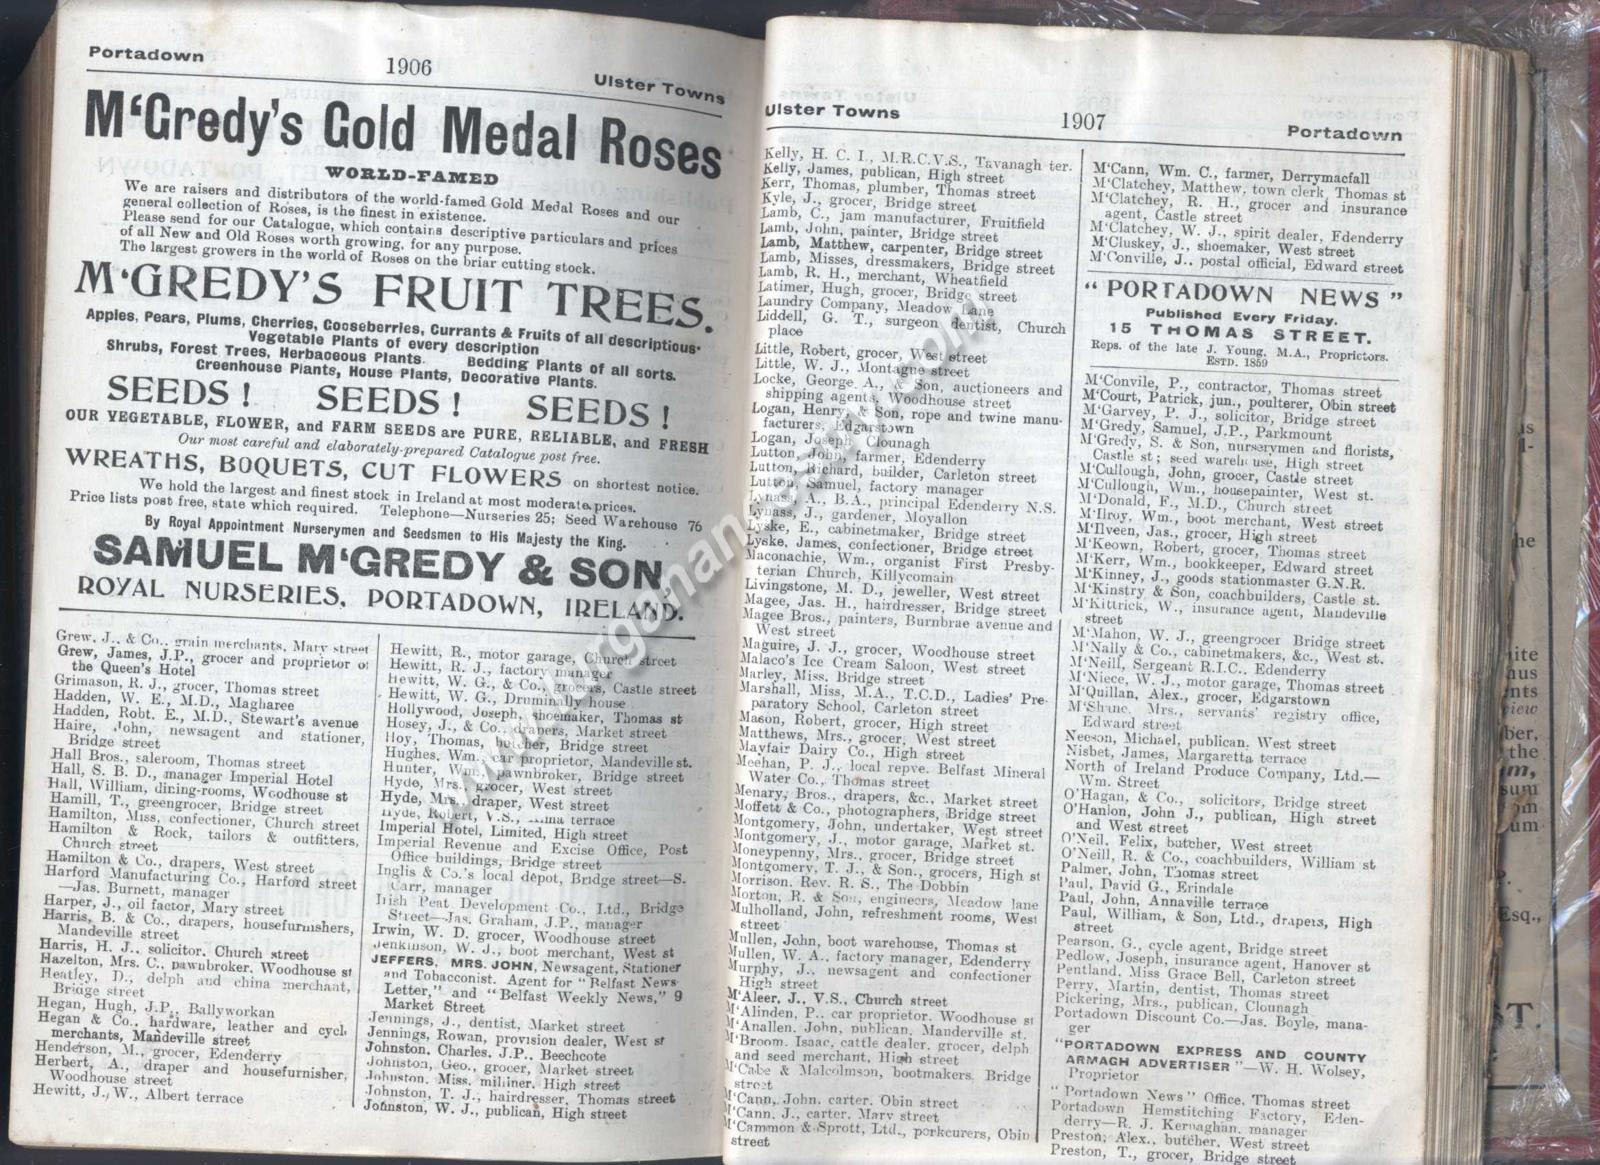 Portadown
1906
Ulster Towns
M'Gredy's Gold Medal Roses
WORLD-FAMED
We are raisers and distributors of the world-famed Gold Medal Roses and our
general collection of Roses, is the finest in existence.
Please send for our Catalogue, which contains descriptive particulars and prices
of all New and Old Roses worth growing, for any purpose.
The largest growers in the world of Roses on the briar cutting stock.
M'GREDY'S FRUIT TREES.
Apples, Pears, Plums, Cherries, Gooseberries, Currants & Fruits of all descriptious.
Vegetable Plants of every description
Shrubs, Forest Trees, Herbaceous Plants. Bedding Plants of all sorts.
Greenhouse Plants, House Plants, Decorative Plants.
SEEDS! SEEDS! SEEDS!
OUR VEGETABLE, FLOWER, and FARM SEEDS are PURE, RELIABLE, and FRESH
Our most careful and elaborately-prepared Catalogue post free.
WREATHS, BOQUETS, CUT FLOWERS on shortest notice.
We hold the largest and finest stock in Ireland at most moderate prices.
Price lists post free, state which required. Telephone—Nurseries 25; Seed Warehouse 76
By Royal Appointment Nurserymen and Seedsmen to His Majesty the King.
SAMUEL M'GREDY & SON,
ROYAL NURSERIES, PORTADOWN, IRELAND.
Grew, J., & Co., grain merchants, Mary street
Grew, James, J.P., grocer and proprietor of
the Queen's Hotel
Grimason, R. J., grocer, Thomas street
Hadden, W. E., M.D., Magharee
Hadden, Robt. E., M.D., Stewart's avenue
Haire, John, newsagent and stationer,
Bridge street
Hall Bros., saleroom, Thomas street
Hall, S. B. D., manager Imperial Hotel
Hall, William, dining-rooms, Woodhouse st
Hamill, T., greengrocer, Bridge street
Hamilton, Miss, confectioner, Church street
Hamilton & Rock, tailors & outfitters,
Church street
Hamilton & Co., drapers, West street
Harford Manufacturing Co., Harford street
—Jas. Burnett, manager
Harper, J., oil factor, Mary street
Harris, B. & Co., drapers, housefurnishers,
Mandeville street
Harris, H. J., solicitor, Church street
Hazelton, Mrs. C., pawnbroker, Woodhouse st
Heatley, D., delph and china merchant,
Bridge street
Hegan, Hugh, J.P., Ballyworkan
Hegan & Co., hardware, leather and cycl
merchants, Mandeville street
Henderson, M., grocer, Edenderry
Herbert, A., draper and housefurnisher,
Woodhouse street
Hewitt, J. W., Albert terrace
Hewitt, R., motor garage, Church street
Hewitt, R. J., factory manager
Hewitt, W. G., & Co., grocers, Castle street
Hewitt, W. G., Druminally house
Hollywood, Joseph, shoemaker, Thomas st
Hosey, J., & Co., drapers, Market street
Hoy, Thomas, butcher, Bridge street
Hughes, Wm., car proprietor, Mandeville st.
Hunter, Wm., pawnbroker, Bridge street
Hyde, Mrs., grocer, West street
Hyde, Mrs., draper, West street
Hyde, Robert, V.S., terrace
Imperial Hotel, Limited, High street
Imperial Revenue and Excise Office, Post
Office buildings, Bridge street
Inglis & Co.'s local depot, Bridge street—S.
Carr, manager
Irish Peat Development Co., Ltd., Bridge
Street—Jas. Graham, J.P., manager
Irwin, W. D. grocer, Woodhouse street
Jenkinson, W. J., boot merchant, West st
JEFFERS, MRS. JOHN, Newsagent, Stationer
and Tobacconist. Agent for "Belfast News-
Letter," and "Belfast Weekly News," 9
Market Street
Jennings, J., dentist, Market street
Jennings, Rowan, provision dealer, West st
Johnston, Charles, J.P., Beechcote
Johnston, Geo., grocer, Market street
Johnston, Miss, milliner, High street
Johnston, T. J., hairdresser, Thomas street
Johnston, W. J., publican, High street
Ulster Towns
1907
Portadown
Kelly, H. C. I., M.R.C.V.S., Tavanagh ter.
Kelly, James, publican, High street
Kerr, Thomas, plumber, Thomas street
Kyle, J., grocer, Bridge street
Lamb, C., jam manufacturer, Fruitfield
Lamb, John, painter, Bridge street
Lamb, Matthew, carpenter, Bridge street
Lamb, Misses, dressmakers, Bridge street
Lamb, R. H., merchant, Wheatfield
Latimer, Hugh, grocer, Bridge street
Laundry Company, Meadow Lane
Liddell, G. T., surgeon dentist, Church
place
Little, Robert, grocer, West street
Little, W. J., Montague street
Locke, George A., & Son, auctioneers and
shipping agents, Woodhouse street
Logan, Henry & Son, rope and twine manu-
facturers, Edgarstown
Logan, Joseph, Clounagh
Lutton, John, farmer, Edenderry
Lutton, Richard, builder, Carleton street
Lutton, Samuel, factory manager
Lynass, A., B.A., principal Edenderry N.S.
Lynass, J., gardener, Moyallon
Lyske, E., cabinetmaker, Bridge street
Lyske, James, confectioner, Bridge street
Maconachie, Wm., organist First Presby-
terian Church, Killycomain
Livingstone, M. D., jeweller, West street
Magee, Jas. H., hairdresser, Bridge street
Magee Bros., painters, Burnbrae avenue and
West street
Maguire, J. J., grocer, Woodhouse street
Malaco's Ice Cream Saloon, West street
Marley, Miss, Bridge street
Marshall, Miss, M.A., T.C.D., Ladies' Pre-
paratory School, Carleton street
Mason, Robert, grocer, High street
Matthews, Mrs., grocer, West street
Mayfair Dairy Co., High street
Meehan, P. J., local repve. Belfast Mineral
Water Co., Thomas street
Menary, Bros., drapers, &c., Market street
Moffett & Co., photographers, Bridge street
Montgomery, John, undertaker, West street
Montgomery, J., motor garage, Market st.
Moneypenny, Mrs., grocer, Bridge street
Montgomery, T. J., & Son, grocers, High st
Morrison, Rev. R. S., The Dobbin
Morton, R. & Son, engineers, Meadow lane
Mulholland, John, refreshment rooms, West
street
Mullen, John, boot warehouse, Thomas st
Mullen, W. A., factory manager, Edenderry
Murphy, J., newsagent and confectioner
High street
M'Aleer, J., V.S., Church street
M'Alinden, P., car proprietor, Woodhouse st
M'Anallen, John, publican, Manderville st.
M'Broom, Isaac, cattle dealer, grocer, delph
and seed merchant, High street
M'Cabe & Malcolmson, bootmakers, Bridge
street
M'Cann, John, carter, Obin street
M'Cann, J., carter, Mary street
M'Cammon & Sprott, Ltd., porkcurers, Obin
street
M'Cann, Wm. C., farmer, Derrymacfall
M'Clatchey, Matthew, town clerk, Thomas st
M'Clatchey, R. H., grocer and insurance
agent, Castle street
M'Clatchey, W. J., spirit dealer, Edenderry
M'Cluskey, J., shoemaker, West street
M'Conville, J., postal official, Edward street
"PORTADOWN NEWS"
Published Every Friday.
15 THOMAS STREET.
Reps. of the late J. Young, M.A., Proprietors.
ESTD. 1859
M'Convile, P., contractor, Thomas street
M'Court, Patrick, jun., poulterer, Obin street
M'Garvey, P. J., solicitor, Bridge street
M'Gredy, Samuel, J.P., Parkmount
M'Gredy, S. & Son, nurserymen and florists,
Castle st; seed warehouse, High street
M'Cullough, John, grocer, Castle street
M'Cullough, Wm., housepainter, West st.
M'Donald, F., M.D., Church street
M'Ilroy, Wm., boot merchant, West street
M'Ilveen, Jas., grocer, High street
M'Keown, Robert, grocer, Thomas street
M'Kerr, Wm., bookkeeper, Edward street
M'Kinney, J., goods stationmaster G.N.R.
M'Kinstry & Son, coachbuilders, Castle st.
M'Kittrick, W., insurance agent, Mandeville
street
M'Mahon, W. J., greengrocer Bridge street
M'Nally & Co., cabinetmakers, &c., West st.
M'Neill, Sergeant R.I.C., Edenderry
M'Niece, W. J., motor garage, Thomas street
M'Quillan, Alex., grocer, Edgarstown
M'Shane, Mrs., servants' registry office,
Edward street
Neeson, Michael, publican, West street
Nisbet, James, Margaretta terrace
North of Ireland Produce Company, Ltd.—
Wm. Street
O'Hagan, & Co., solicitors, Bridge street
O'Hanlon, John J., publican, High street
and West street
O'Neil, Felix, butcher, West street
O'Neill, R. & Co., coachbuilders, William st
Palmer, John, Thomas street
Paul, David G., Erindale
Paul, John, Annaville terrace
Paul, William, & Son, Ltd., drapers, High
street
Pearson, G., cycle agent, Bridge street
Pedlow, Joseph, insurance agent, Hanover st
Pentland, Miss Grace Bell, Carleton street
Perry, Martin, dentist, Thomas street
Pickering, Mrs., publican, Clounagh
Portadown Discount Co.—Jas. Boyle, mana-
ger
"PORTADOWN EXPRESS AND COUNTY
ARMAGH ADVERTISER"—W. H. Wolsey,
Proprietor
"Portadown News" Office, Thomas street
Portadown Hemstitching Factory, Eden-
derry—R. J. Kernaghan, manager
Preston, Alex., butcher, West street
Preston, T., grocer, Bridge street